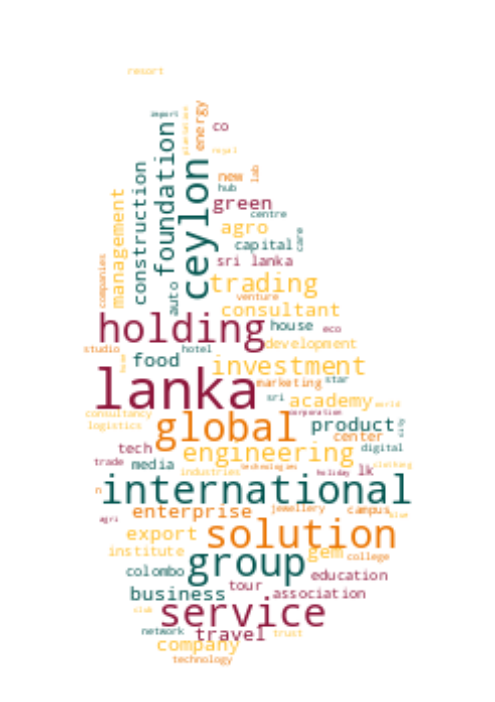 resort
import
plantation
energy
co
foundation
royal
ceylon
new
lab
hub
construction
management
green
centre
agro
capital
care
sri lanka
companies
auto
trading
venture
consultant
holding
house
eco
development
studio
hotel
food
investment
lanka
marketing
star
sri
academy
world
consultancy
corporation
global
product
city
logistics
center
tech
engineering
digital
trade
media
industries
technologies
holiday
lk
clothing
international
enterprise
jewellery
campus
agri
export
solution
institute
gem
group
college
colombo
education
business
tour
association
club
service
network
travel
trust
company
technology